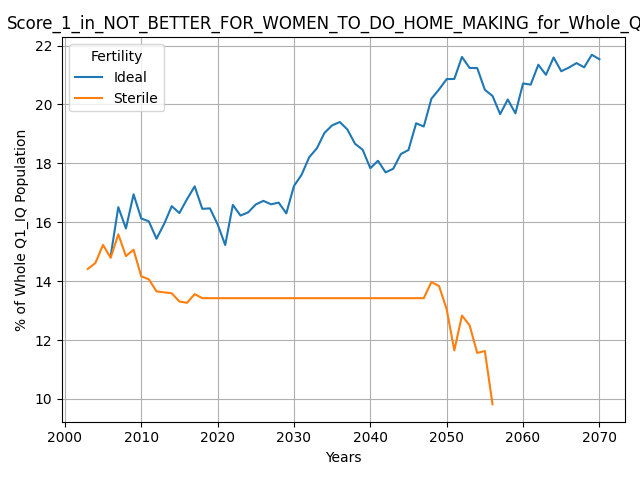 Score_1_in_NOT_BETTER_FOR_WOMEN_TO_DO_HOME_MAKING_for_Whole_Q
Fertility
Ideal
Sterile
% of Whole Q1_IQ Population
22
20
18
16
14
12
10
2000 2010 2020 2030 2040 2050 2060 2070
Years